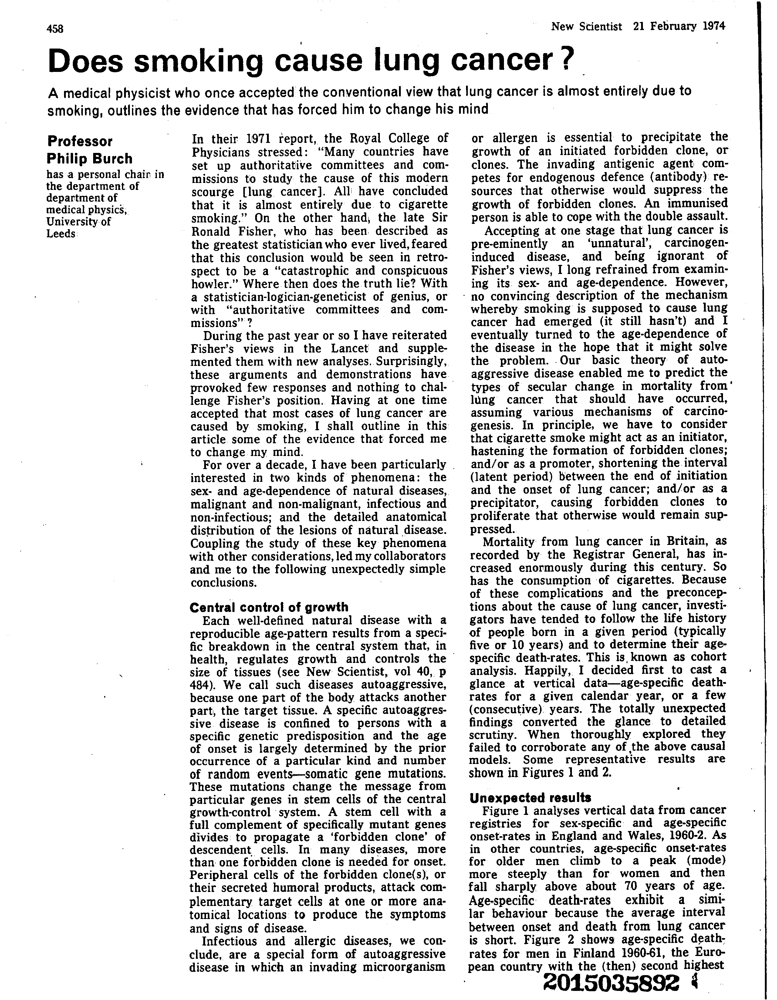 458
New Scientist 21 February 1974
Does smoking cause lung cancer?
A medical physicist who once accepted the conventional view that lung cancer is almost entirely due to
smoking, outlines the evidence that has forced him to change his mind
Professor
Philip Burch
has a personal chair in
the department of
department of
medical physics,
University of
Leeds
In their 1971 report, the Royal College of
Physicians stressed: "Many countries have
set up authoritative committees and com-
missions to study the cause of this modern
scourge [lung cancer]. All have concluded
that it is almost entirely due to cigarette
smoking." On the other hand, the late Sir
Ronald Fisher, who has been described as
the greatest statistician who ever lived, feared
that this conclusion would be seen in retro-
spect to be a "catastrophic and conspicuous
howler." Where then does the truth lie? With
a statistician-logician-geneticist of genius, or
with "authoritative committees and com-
missions"?
During the past year or so I have reiterated
Fisher's views in the Lancet and supple-
mented them with new analyses. Surprisingly,
these arguments and demonstrations have
provoked few responses and nothing to chal-
lenge Fisher's position. Having at one time
accepted that most cases of lung cancer are
caused by smoking, I shall outline in this
article some of the evidence that forced me
to change my mind.
For over a decade, I have been particularly
interested in two kinds of phenomena: the
sex- and age-dependence of natural diseases,
malignant and non-malignant, infectious and
non-infectious; and the detailed anatomical
distribution of the lesions of natural disease.
Coupling the study of these key phenomena
with other considerations, led my collaborators
and me to the following unexpectedly simple
conclusions.
Central control of growth
Each well-defined natural disease with a
reproducible age-pattern results from a speci-
fic breakdown in the central system that, in
health, regulates growth and controls the
size of tissues (see New Scientist, vol 40, p
484). We call such diseases autoaggressive,
because one part of the body attacks another
part, the target tissue. A specific autoaggres-
sive disease is confined to persons with a
specific genetic predisposition and the age
of onset is largely determined by the prior
occurrence of a particular kind and number
of random events—somatic gene mutations.
These mutations change the message from
particular genes in stem cells of the central
growth-control system. A stem cell with a
full complement of specifically mutant genes
divides to propagate a 'forbidden clone' of
descendent cells. In many diseases, more
than one forbidden clone is needed for onset.
Peripheral cells of the forbidden clone(s), or
their secreted humoral products, attack com-
plementary target cells at one or more ana-
tomical locations to produce the symptoms
and signs of disease.
Infectious and allergic diseases, we con-
clude, are a special form of autoaggressive
disease in which an invading microorganism
or allergen is essential to precipitate the
growth of an initiated forbidden clone, or
clones. The invading antigenic agent com-
petes for endogenous defence (antibody) re-
sources that otherwise would suppress the
growth of forbidden clones. An immunised
person is able to cope with the double assault.
Accepting at one stage that lung cancer is
pre-eminently an 'unnatural', carcinogen-
induced disease, and being ignorant of
Fisher's views, I long refrained from examin-
ing its sex- and age-dependence. However,
no convincing description of the mechanism
whereby smoking is supposed to cause lung
cancer had emerged (it still hasn't) and I
eventually turned to the age-dependence of
the disease in the hope that it might solve
the problem. Our basic theory of auto-
aggressive disease enabled me to predict the
types of secular change in mortality from
lung cancer that should have occurred,
assuming various mechanisms of carcino-
genesis. In principle, we have to consider
that cigarette smoke might act as an initiator,
hastening the formation of forbidden clones;
and/or as a promoter, shortening the interval
(latent period) between the end of initiation
and the onset of lung cancer; and/or as a
precipitator, causing forbidden clones to
proliferate that otherwise would remain sup-
pressed.
Mortality from lung cancer in Britain, as
recorded by the Registrar General, has in-
creased enormously during this century. So
has the consumption of cigarettes. Because
of these complications and the preconcep-
tions about the cause of lung cancer, investi-
gators have tended to follow the life history
of people born in a given period (typically
five or 10 years) and to determine their age-
specific death-rates. This is known as cohort
analysis. Happily, I decided first to cast a
glance at vertical data—age-specific death-
rates for a given calendar year, or a few
(consecutive) years. The totally unexpected
findings converted the glance to detailed
scrutiny. When thoroughly explored they
failed to corroborate any of the above causal
models. Some representative results are
shown in Figures 1 and 2.
Unexpected results
Figure 1 analyses vertical data from cancer
registries for sex-specific and age-specific
onset-rates in England and Wales, 1960-2. As
in other countries, age-specific onset-rates
for older men climb to a peak (mode)
more steeply than for women and then
fall sharply above about 70 years of age.
Age-specific death-rates exhibit a simi-
lar behaviour because the average interval
between onset and death from lung cancer
is short. Figure 2 shows age-specific death-
rates for men in Finland 1960-61, the Euro-
pean country with the (then) second highest
2015035892